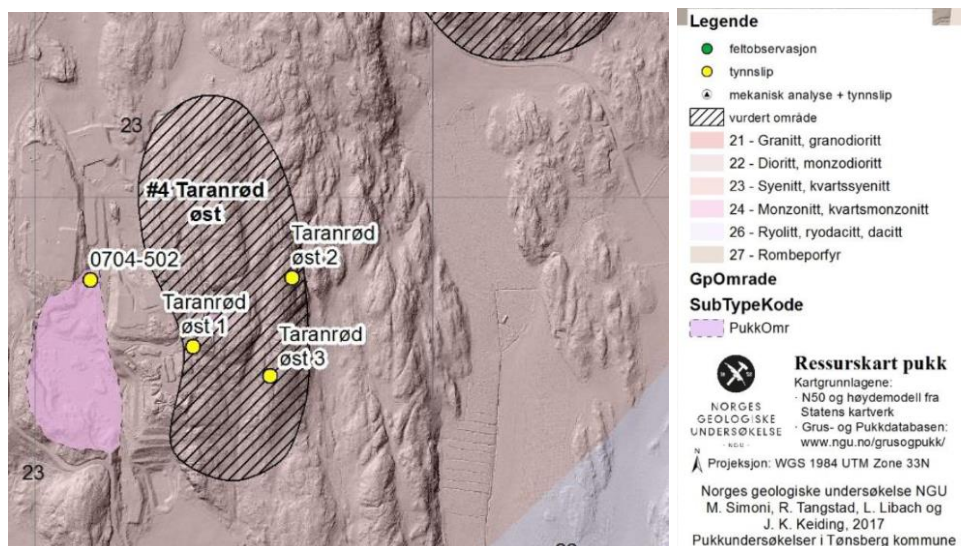 23
#4 Taranrød
øst
Taranrød
øst 2
0704-502
Taranrød
øst 1
Taranrød
øst 3
23
Legende
feltobservasjon
tynnslip
mekanisk analyse + tynnslip
vurdert område
21 - Granitt, granodioritt
22 - Dioritt, monzodioritt
23 - Syenitt, kvartssyenitt
24 - Monzonitt, kvartsmonzonitt
26 - Ryolitt, ryodacitt, dacitt
27 - Rombeporfyr
GpOmrade
SubTypeKode
PukkOmr
NORGES
GEOLOGISKE
UNDERSØKELSE
- NGU -
Ressurskart pukk
Kartgrunnlagene:
· N50 og høydemodell fra
Statens kartverk
· Grus- og Pukkdatabasen:
www.ngu.no/grusogpukk/
N
Projeksjon: WGS 1984 UTM Zone 33N
Norges geologiske undersøkelse NGU
M. Simoni, R. Tangstad, L. Libach og
J. K. Keiding, 2017
Pukkundersøkelser i Tønsberg kommune